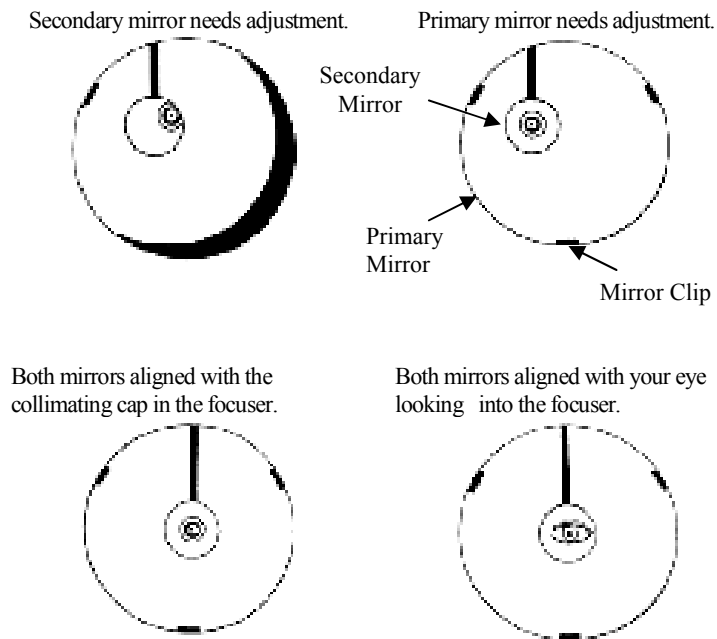 Secondary mirror needs adjustment.
Primary mirror needs adjustment.
Secondary
Mirror
Primary
Mirror
Mirror Clip
Both mirrors aligned with the
collimating cap in the focuser.
Both mirrors aligned with your eye
looking into the focuser.